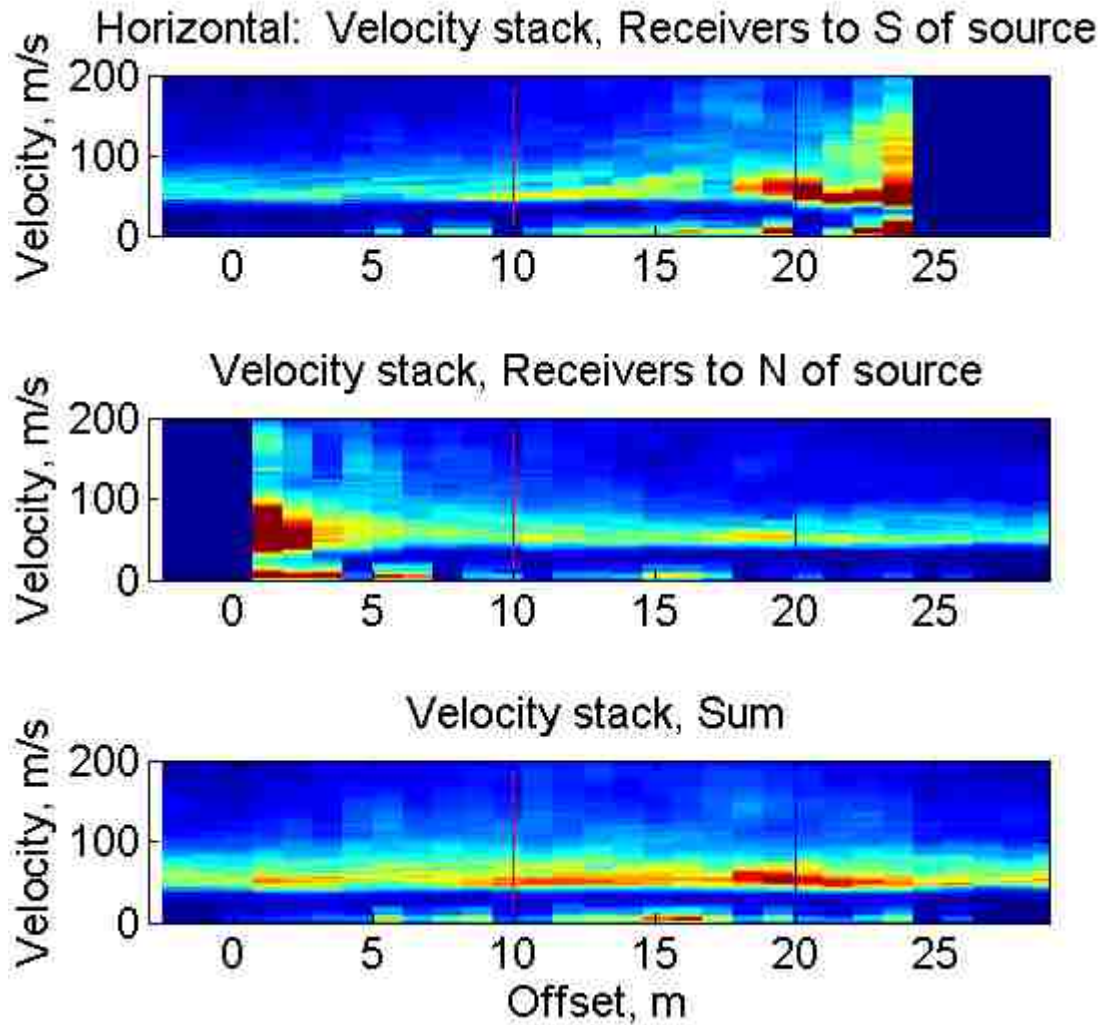 Horizontal: Velocity stack, Receivers to S of source
Velocity, m/s
200
100
0
0 5 10 15 20 25
Velocity stack, Receivers to N of source
Velocity, m/s
200
100
0
0 5 10 15 20 25
Velocity stack, Sum
Velocity, m/s
200
100
0
0 5 10 15 20 25
Offset, m